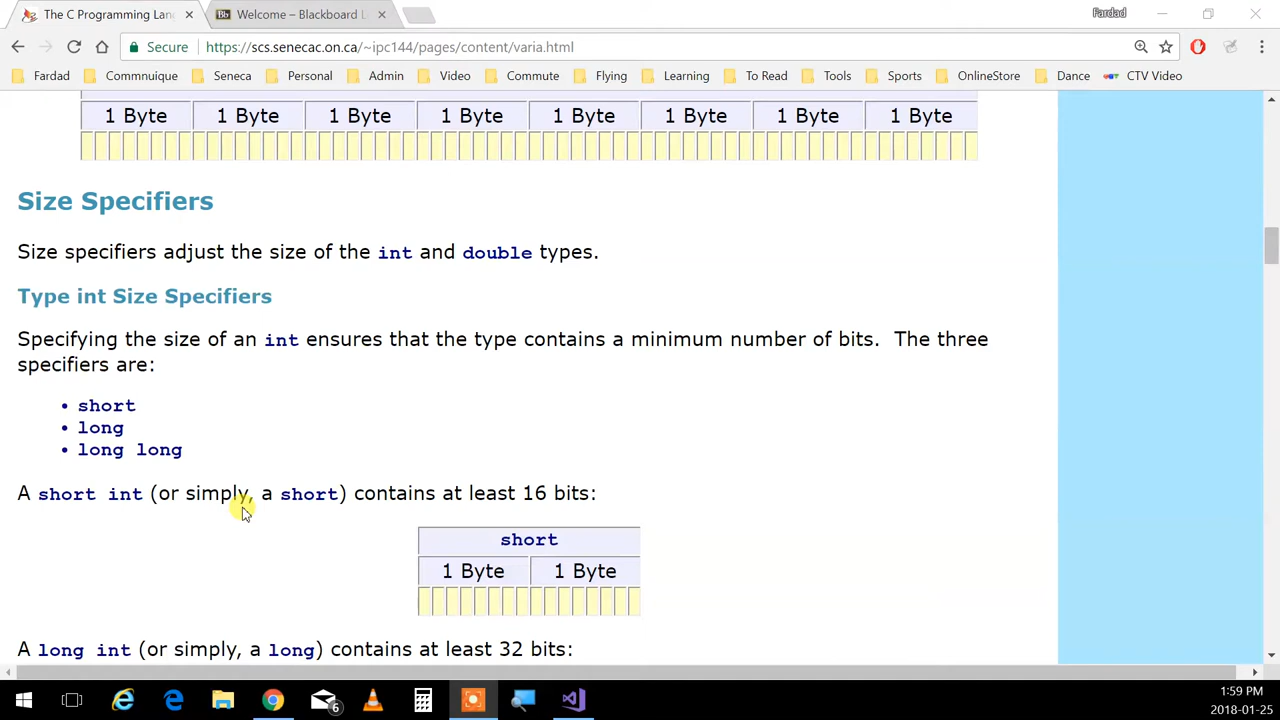 The C Programming Lan
Welcome – Blackboard L
Fardad
Secure
https://scs.senecac.on.ca/~ipc144/pages/content/varia.html
Fardad Commnuique Seneca Personal Admin Video Commute Flying Learning To Read Tools Sports OnlineStore Dance CTV Video
1 Byte 1 Byte 1 Byte 1 Byte 1 Byte 1 Byte 1 Byte 1 Byte
Size Specifiers
Size specifiers adjust the size of the int and double types.
Type int Size Specifiers
Specifying the size of an int ensures that the type contains a minimum number of bits. The three
specifiers are:
• short
• long
• long long
A short int (or simply, a short) contains at least 16 bits:
short
1 Byte 1 Byte
A long int (or simply, a long) contains at least 32 bits:
6
1:59 PM
2018-01-25